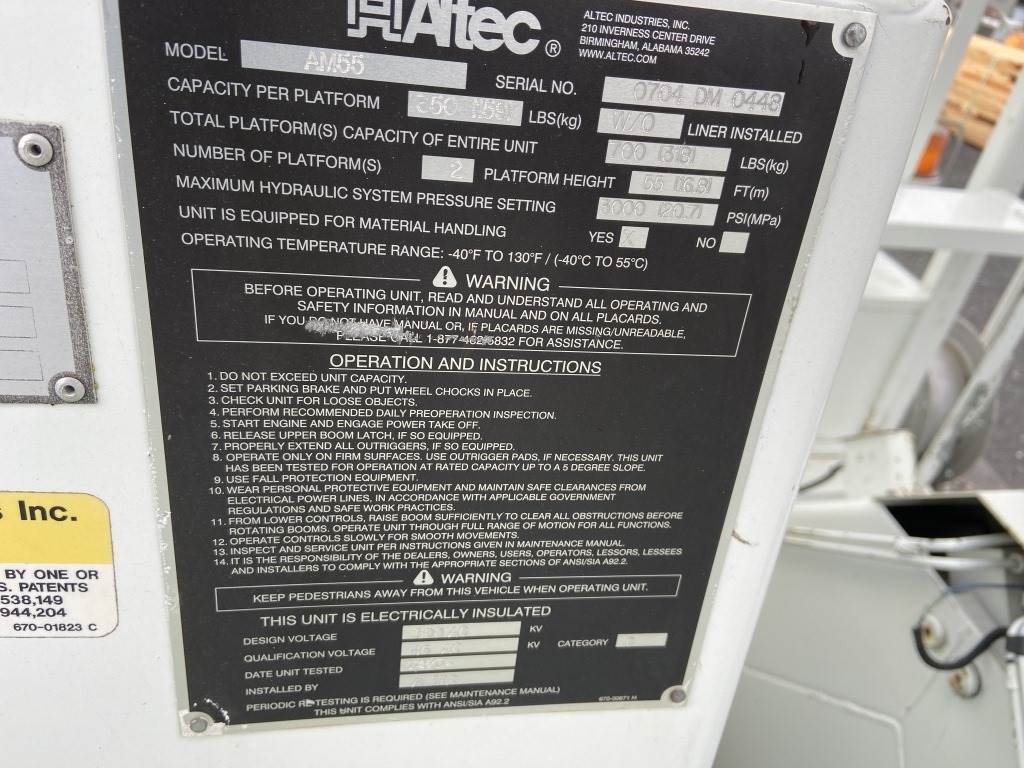 Altec®
ALTEC INDUSTRIES, INC.
210 INVERNESS CENTER DRIVE
BIRMINGHAM, ALABAMA 35242
WWW.ALTEC.COM
MODEL AM55 SERIAL NO. 0704 DM 0448
CAPACITY PER PLATFORM LBS(kg) W/O LINER INSTALLED
TOTAL PLATFORM(S) CAPACITY OF ENTIRE UNIT 700 LBS(kg)
NUMBER OF PLATFORM(S) 2 PLATFORM HEIGHT 55 FT(m)
MAXIMUM HYDRAULIC SYSTEM PRESSURE SETTING PSI(MPa)
UNIT IS EQUIPPED FOR MATERIAL HANDLING YES X NO
OPERATING TEMPERATURE RANGE: -40°F TO 130°F / (-40°C TO 55°C)
WARNING
BEFORE OPERATING UNIT, READ AND UNDERSTAND ALL OPERATING AND
SAFETY INFORMATION IN MANUAL AND ON ALL PLACARDS.
IF YOU DO NOT HAVE MANUAL OR, IF PLACARDS ARE MISSING/UNREADABLE,
PLEASE CALL FOR ASSISTANCE.
OPERATION AND INSTRUCTIONS
1. DO NOT EXCEED UNIT CAPACITY.
2. SET PARKING BRAKE AND PUT WHEEL CHOCKS IN PLACE.
3. CHECK UNIT FOR LOOSE OBJECTS.
4. PERFORM RECOMMENDED DAILY PREOPERATION INSPECTION.
5. START ENGINE AND ENGAGE POWER TAKE OFF.
6. RELEASE UPPER BOOM LATCH, IF SO EQUIPPED.
7. PROPERLY EXTEND ALL OUTRIGGERS, IF SO EQUIPPED.
8. OPERATE ONLY ON FIRM SURFACES. USE OUTRIGGER PADS, IF NECESSARY. THIS UNIT
HAS BEEN TESTED FOR OPERATION AT RATED CAPACITY UP TO A 5 DEGREE SLOPE.
9. USE FALL PROTECTION EQUIPMENT.
10. WEAR PERSONAL PROTECTIVE EQUIPMENT AND MAINTAIN SAFE CLEARANCES FROM
ELECTRICAL POWER LINES, IN ACCORDANCE WITH APPLICABLE GOVERNMENT
REGULATIONS AND SAFE WORK PRACTICES.
11. FROM LOWER CONTROLS, RAISE BOOM SUFFICIENTLY TO CLEAR ALL OBSTRUCTIONS BEFORE
ROTATING BOOMS. OPERATE UNIT THROUGH FULL RANGE OF MOTION FOR ALL FUNCTIONS.
12. OPERATE CONTROLS SLOWLY FOR SMOOTH MOVEMENTS.
13. INSPECT AND SERVICE UNIT PER INSTRUCTIONS GIVEN IN MAINTENANCE MANUAL.
14. IT IS THE RESPONSIBILITY OF THE DEALERS, OWNERS, USERS, OPERATORS, LESSORS, LESSEES
AND INSTALLERS TO COMPLY WITH THE APPROPRIATE SECTIONS OF ANSI/SIA A92.2.
WARNING
KEEP PEDESTRIANS AWAY FROM THIS VEHICLE WHEN OPERATING UNIT.
THIS UNIT IS ELECTRICALLY INSULATED
DESIGN VOLTAGE KV
QUALIFICATION VOLTAGE KV CATEGORY
DATE UNIT TESTED
INSTALLED BY
PERIODIC RE-TESTING IS REQUIRED (SEE MAINTENANCE MANUAL)
THIS UNIT COMPLIES WITH ANSI/SIA A92.2
670-00871 H
s Inc.
BY ONE OR
S. PATENTS
538,149
944,204
670-01823 C